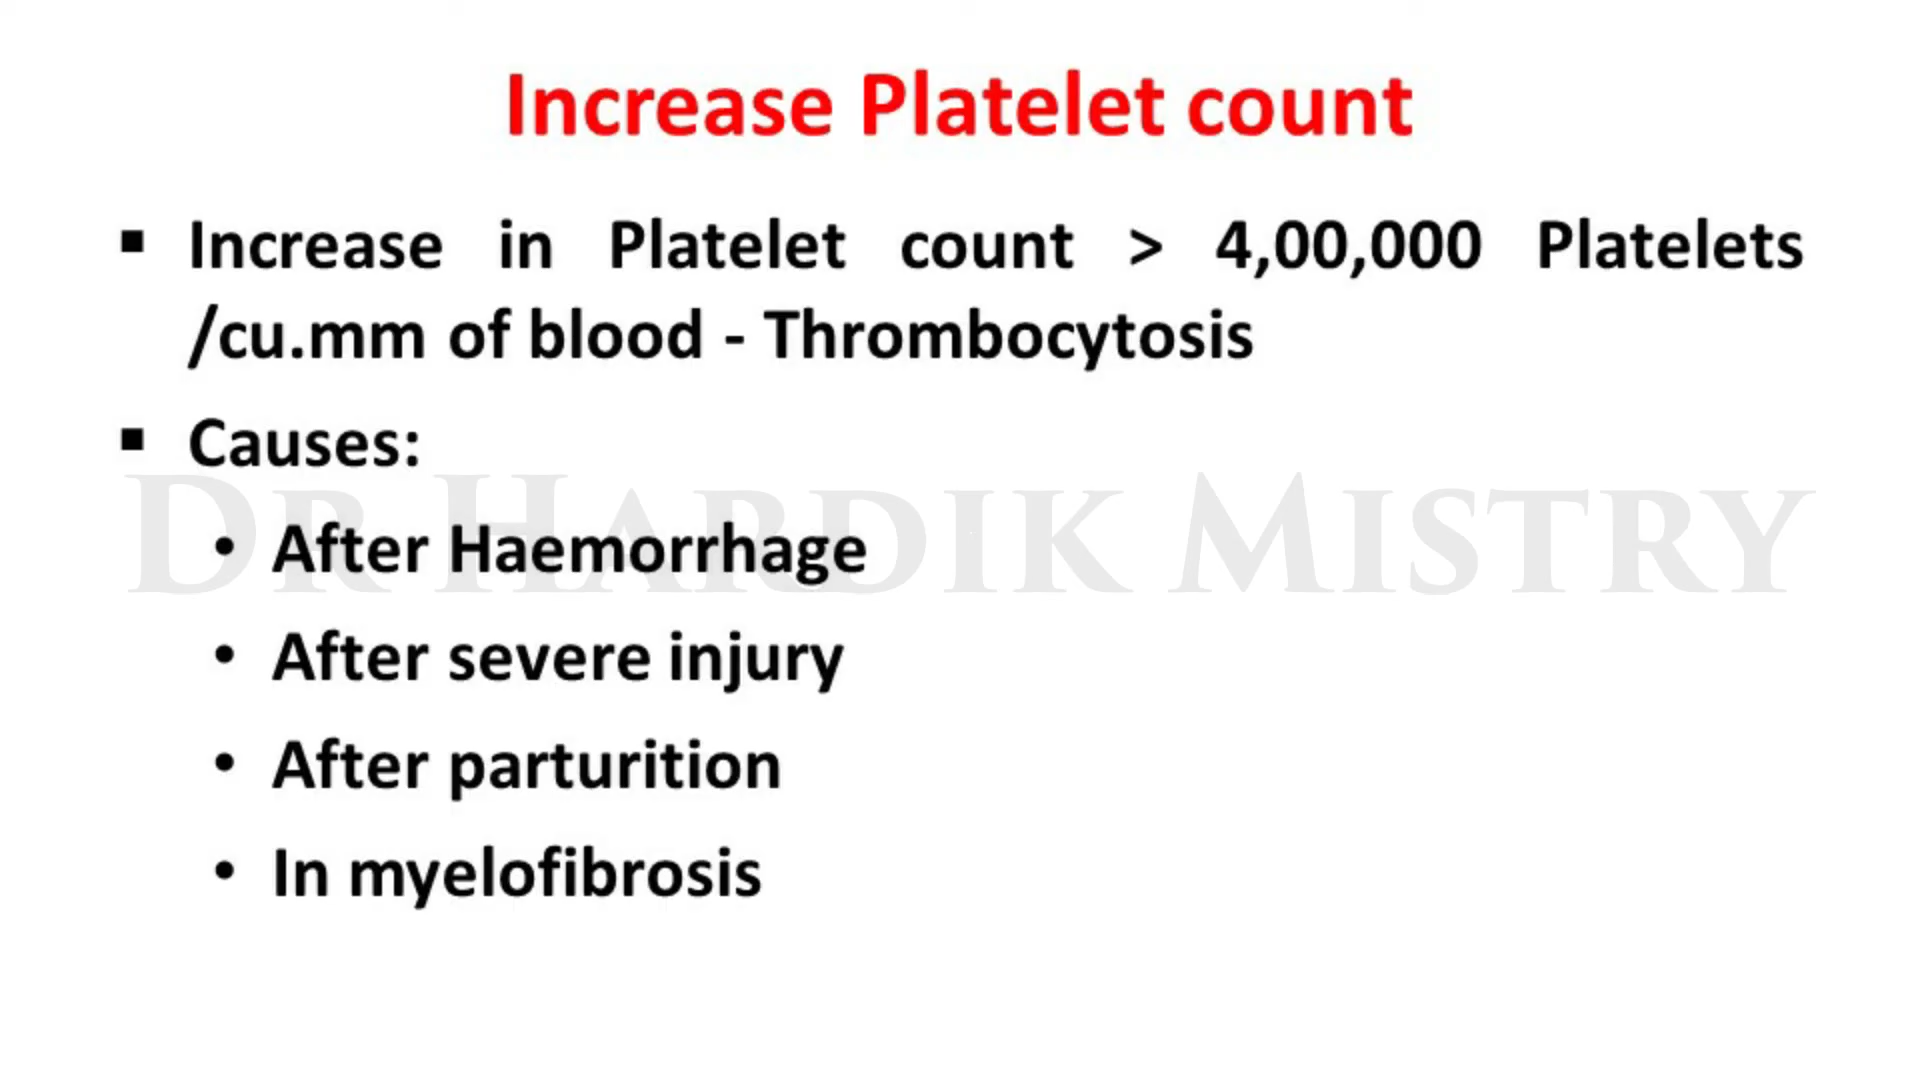 Increase Platelet count
▪ Increase in Platelet count > 4,00,000 Platelets
/cu.mm of blood - Thrombocytosis
▪ Causes:
DR HARDIK MISTRY
• After Haemorrhage
• After severe injury
• After parturition
• In myelofibrosis